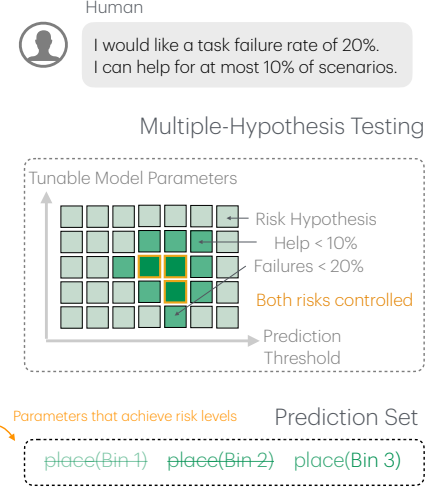 Human
I would like a task failure rate of 20%.
I can help for at most 10% of scenarios.
Multiple-Hypothesis Testing
Tunable Model Parameters
Risk Hypothesis
Help < 10%
Failures < 20%
Both risks controlled
Prediction
Threshold
Parameters that achieve risk levels
Prediction Set
place(Bin 1) place(Bin 2) place(Bin 3)